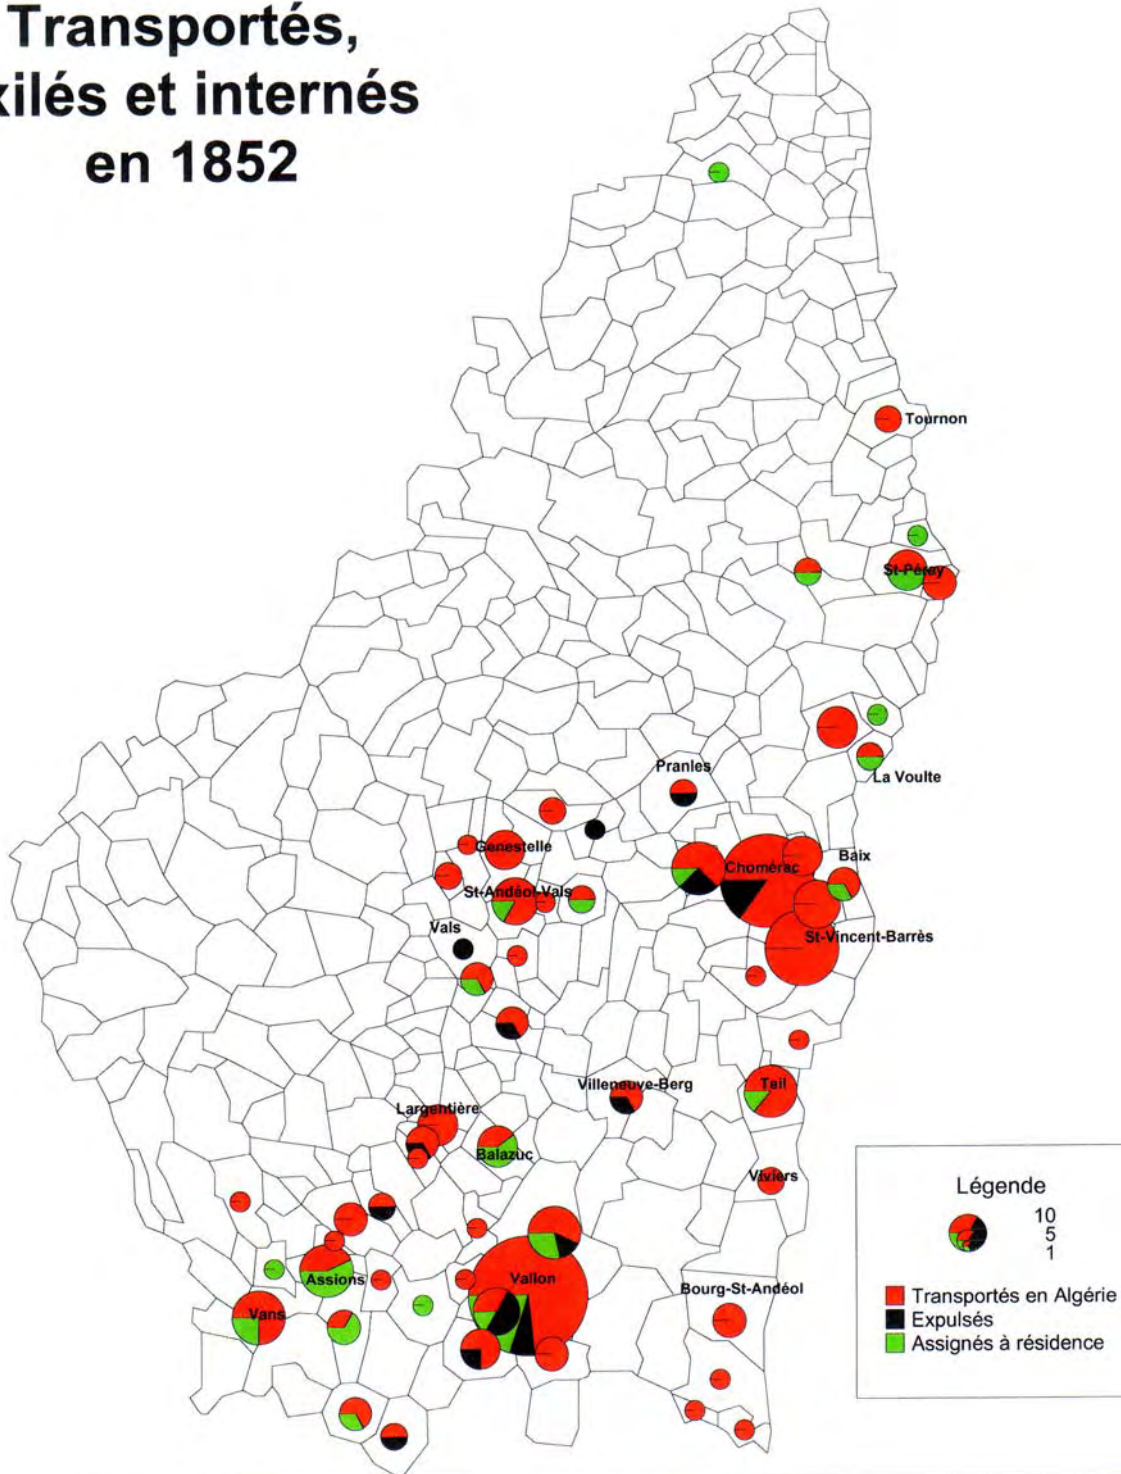 Transportés,
xilés et internés
en 1852
Tournon
St-Péray
La Voulte
Pranles
Genestelle
Chomérac
Baix
St-Andéol-Vals
Vals
St-Vincent-Barrès
Villeneuve-Berg
Teil
Largentière
Balazuc
Viviers
Assions
Vallon
Bourg-St-Andéol
Vans
Légende
10
5
1
Transportés en Algérie
Expulsés
Assignés à résidence